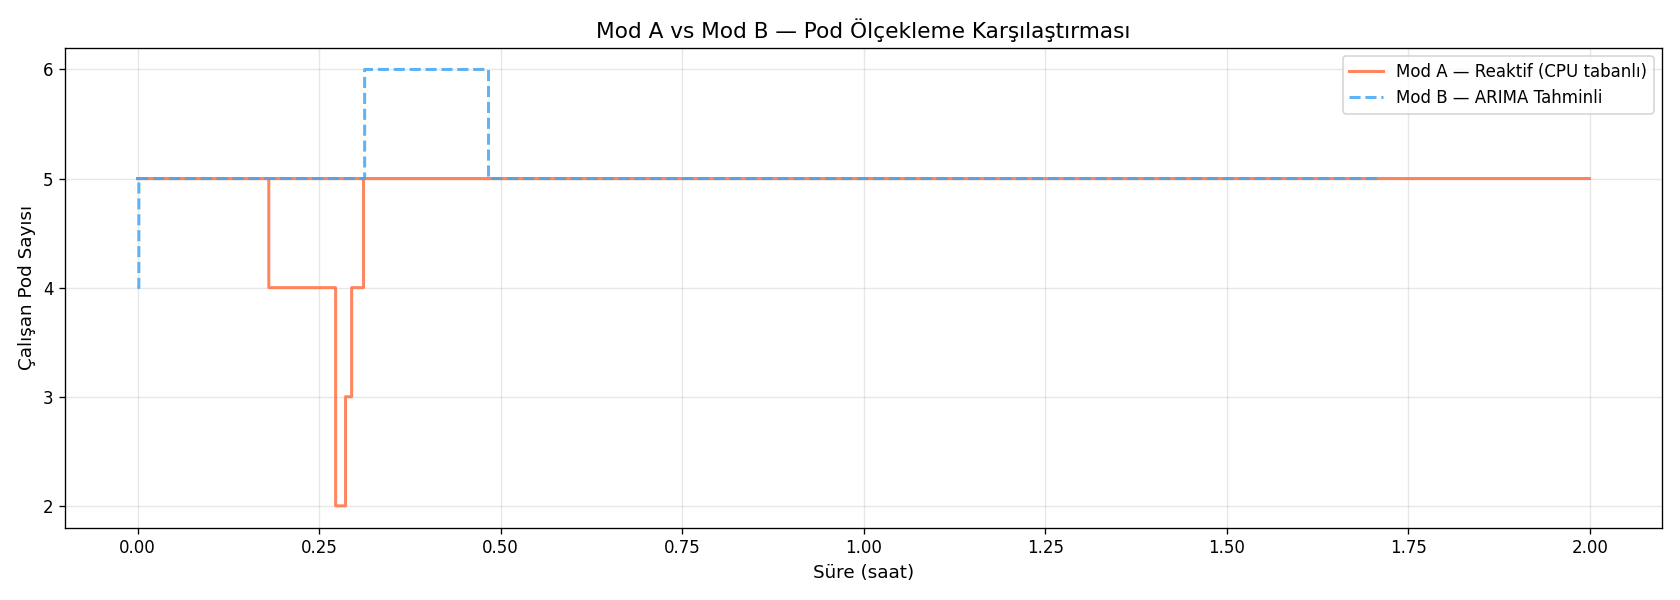 Mod A vs Mod B — Pod Ölçekleme Karşılaştırması
Mod A — Reaktif (CPU tabanlı)
Mod B — ARIMA Tahminli
Çalışan Pod Sayısı
6
5
4
3
2
0.00 0.25 0.50 0.75 1.00 1.25 1.50 1.75 2.00
Süre (saat)